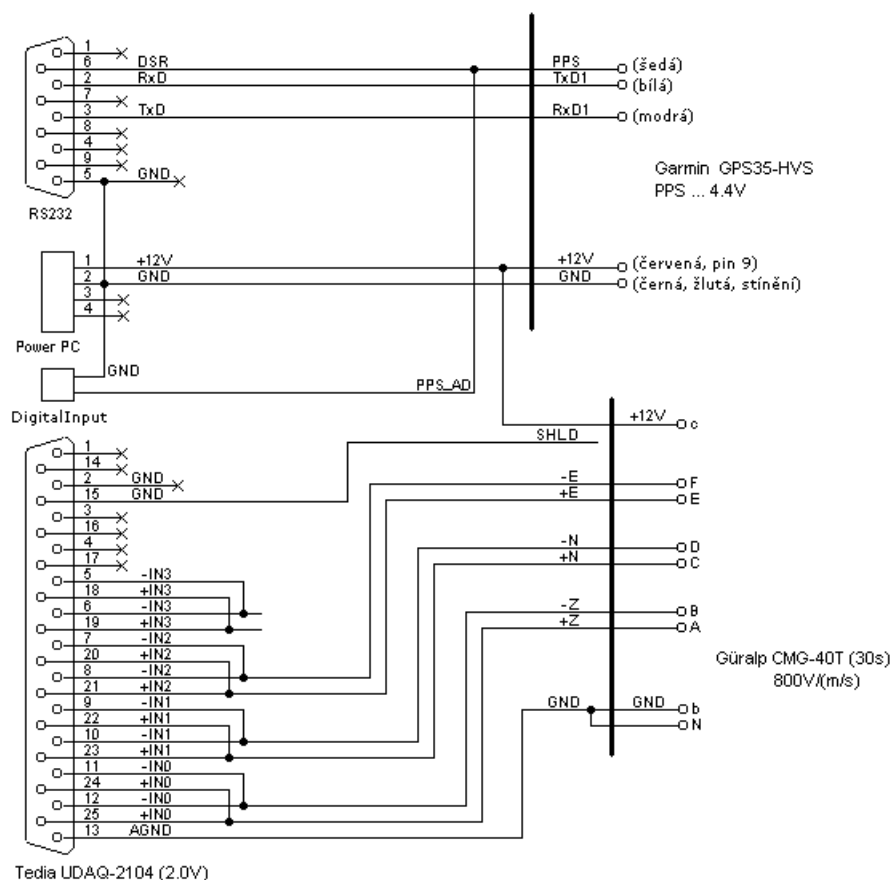 1
6 DSR PPS (šedá)
2 RxD TxD1 (bílá)
7
3 TxD RxD1 (modrá)
8
4
9
5 GND
RS232
Garmin GPS35-HVS
PPS ... 4.4V
1 +12V +12V (červená, pin 9)
2 GND GND (černá, žlutá, stínění)
3
4
Power PC
GND
PPS_AD
DigitalInput
+12V c
SHLD
1
14
2 GND
15 GND
-E F
+E E
3
16
4
17
-N D
+N C
5 -IN3
18 +IN3
6 -IN3
19 +IN3
-Z B
+Z A
7 -IN2
20 +IN2
8 -IN2
21 +IN2
Güralp CMG-40T (30s)
800V/(m/s)
9 -IN1
22 +IN1
10 -IN1
23 +IN1
GND GND b
N
11 -IN0
24 +IN0
12 -IN0
25 +IN0
13 AGND
Tedia UDAQ-2104 (2.0V)